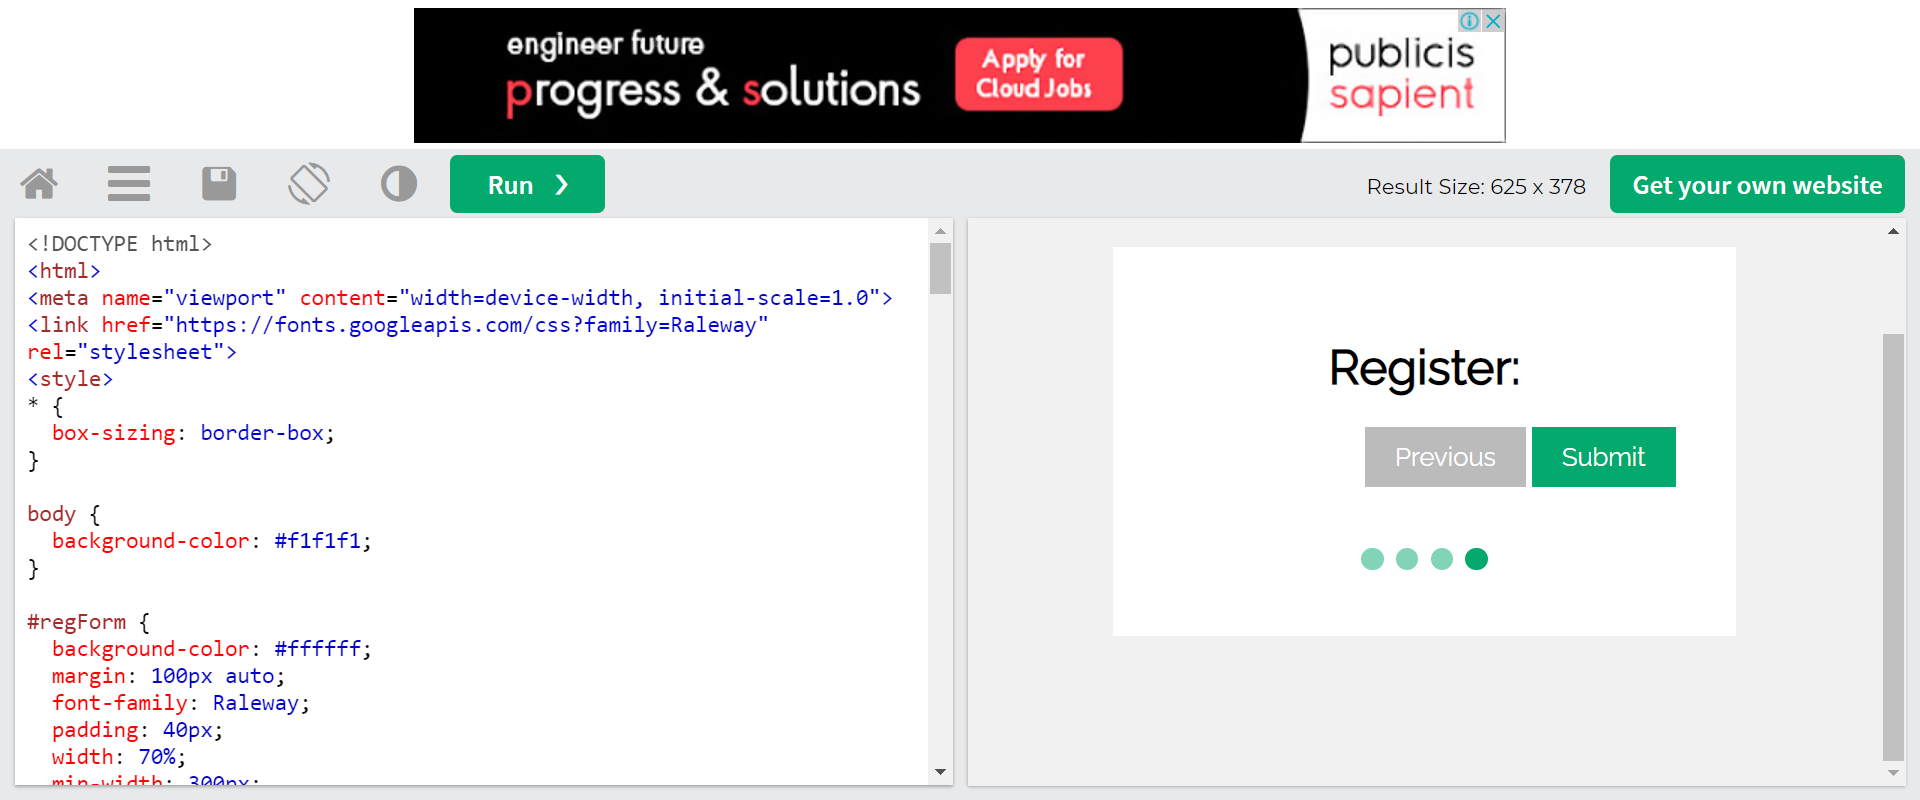 engineer future
progress & solutions
Apply for
Cloud Jobs
publicis
sapient
Run ❯
Result Size: 625 x 378
Get your own website
<!DOCTYPE html>
<html>
<meta name="viewport" content="width=device-width, initial-scale=1.0">
<link href="https://fonts.googleapis.com/css?family=Raleway"
rel="stylesheet">
<style>
* {
  box-sizing: border-box;
}
body {
  background-color: #f1f1f1;
}
#regForm {
  background-color: #ffffff;
  margin: 100px auto;
  font-family: Raleway;
  padding: 40px;
  width: 70%;
  min-width: 300px;
Register:
Previous
Submit